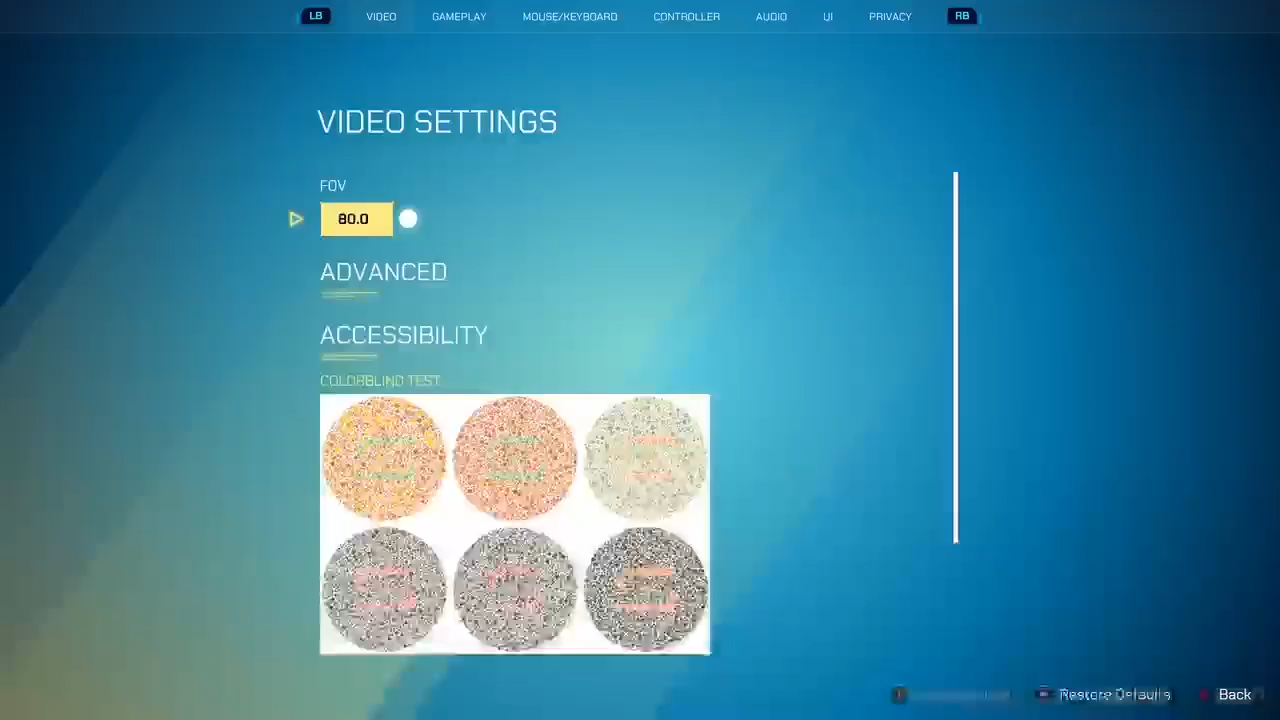 LB VIDEO GAMEPLAY MOUSE/KEYBOARD CONTROLLER AUDIO UI PRIVACY RB
VIDEO SETTINGS
FOV
80.0
ADVANCED
ACCESSIBILITY
COLORBLIND TEST
Restore Defaults Back